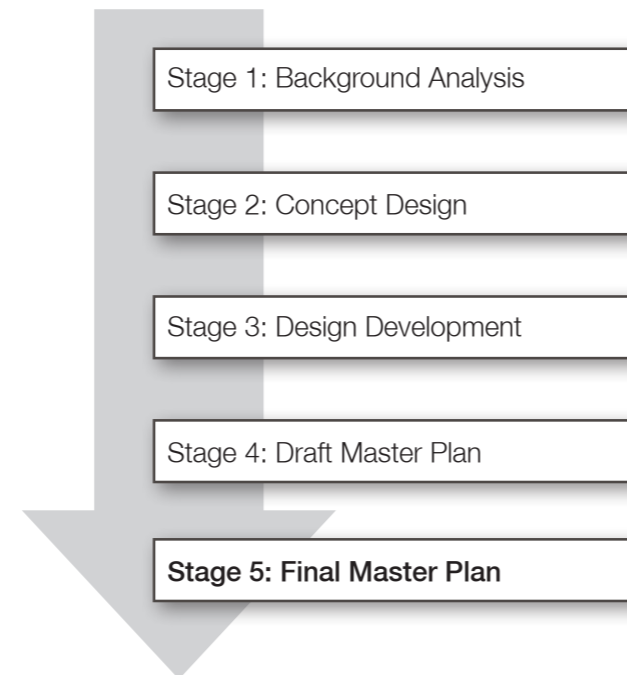 Stage 1: Background Analysis
Stage 2: Concept Design
Stage 3: Design Development
Stage 4: Draft Master Plan
Stage 5: Final Master Plan